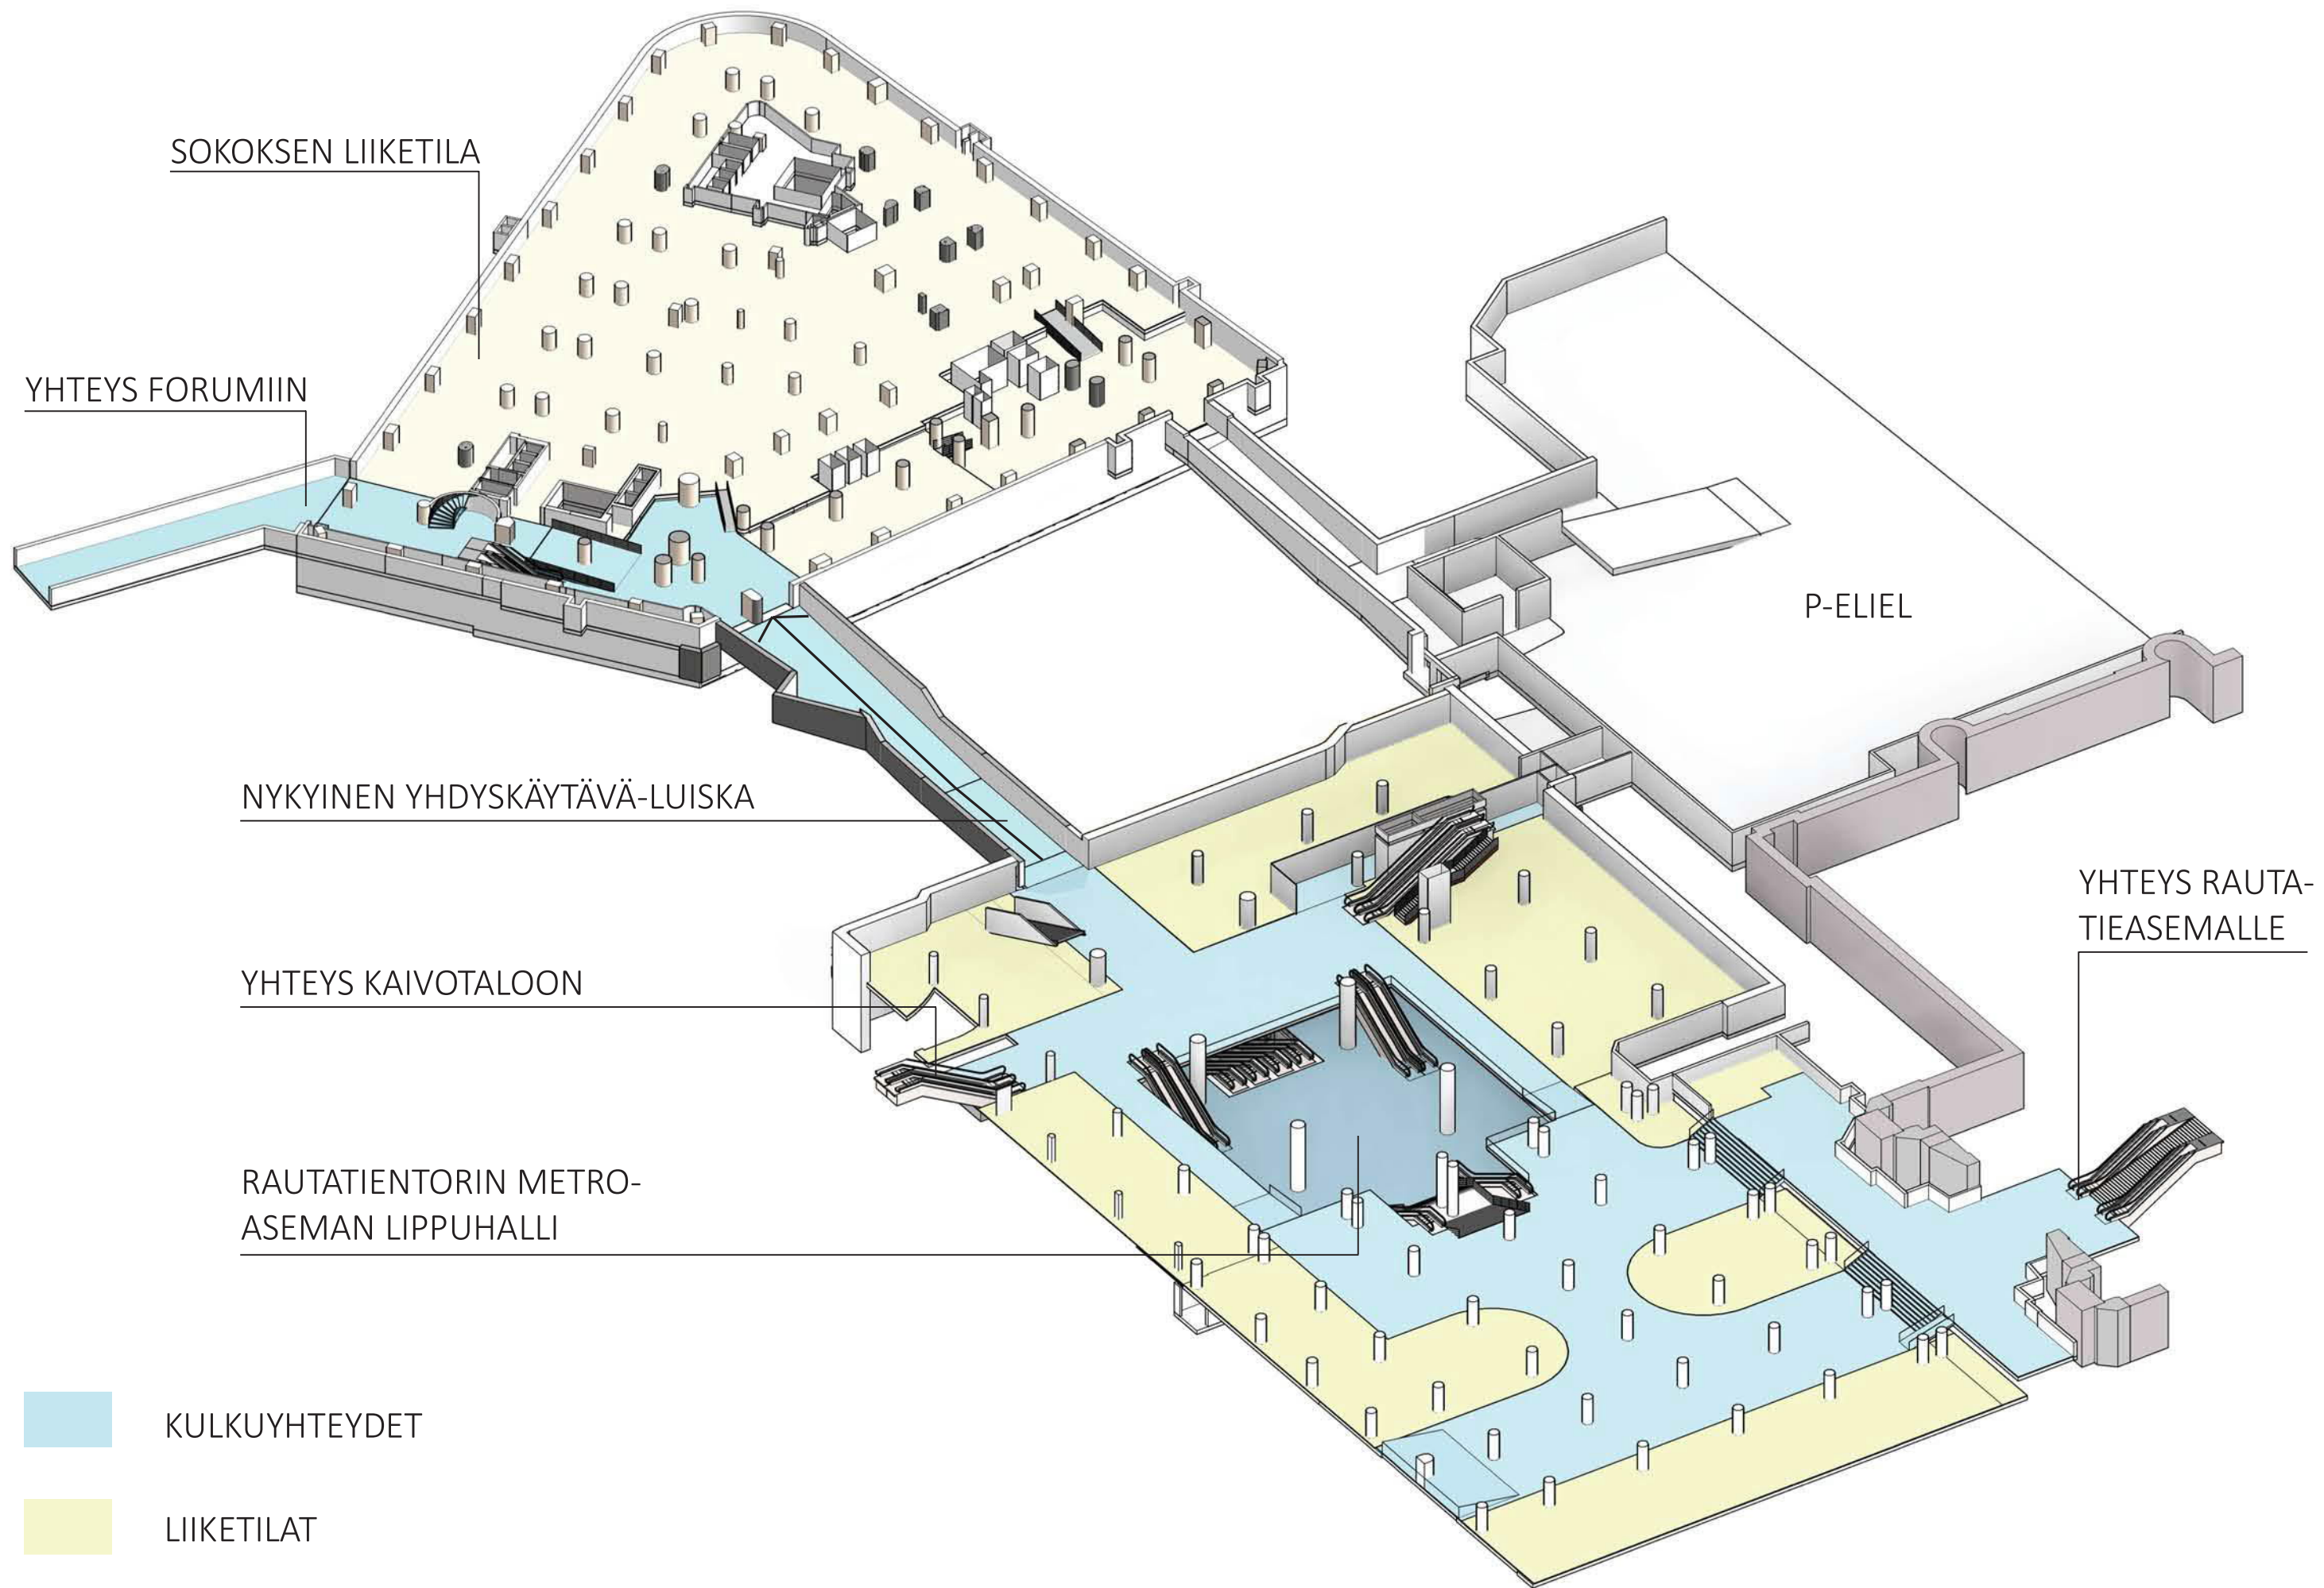 SOKOKSEN LIIKETILA
YHTEYS FORUMIIN
P-ELIEL
NYKYINEN YHDYSKÄYTÄVÄ-LUISKA
YHTEYS RAUTA-
TIEASEMALLE
YHTEYS KAIVOTALOON
RAUTATIENTORIN METRO-
ASEMAN LIPPUHALLI
KULKUYHTEYDET
LIIKETILAT